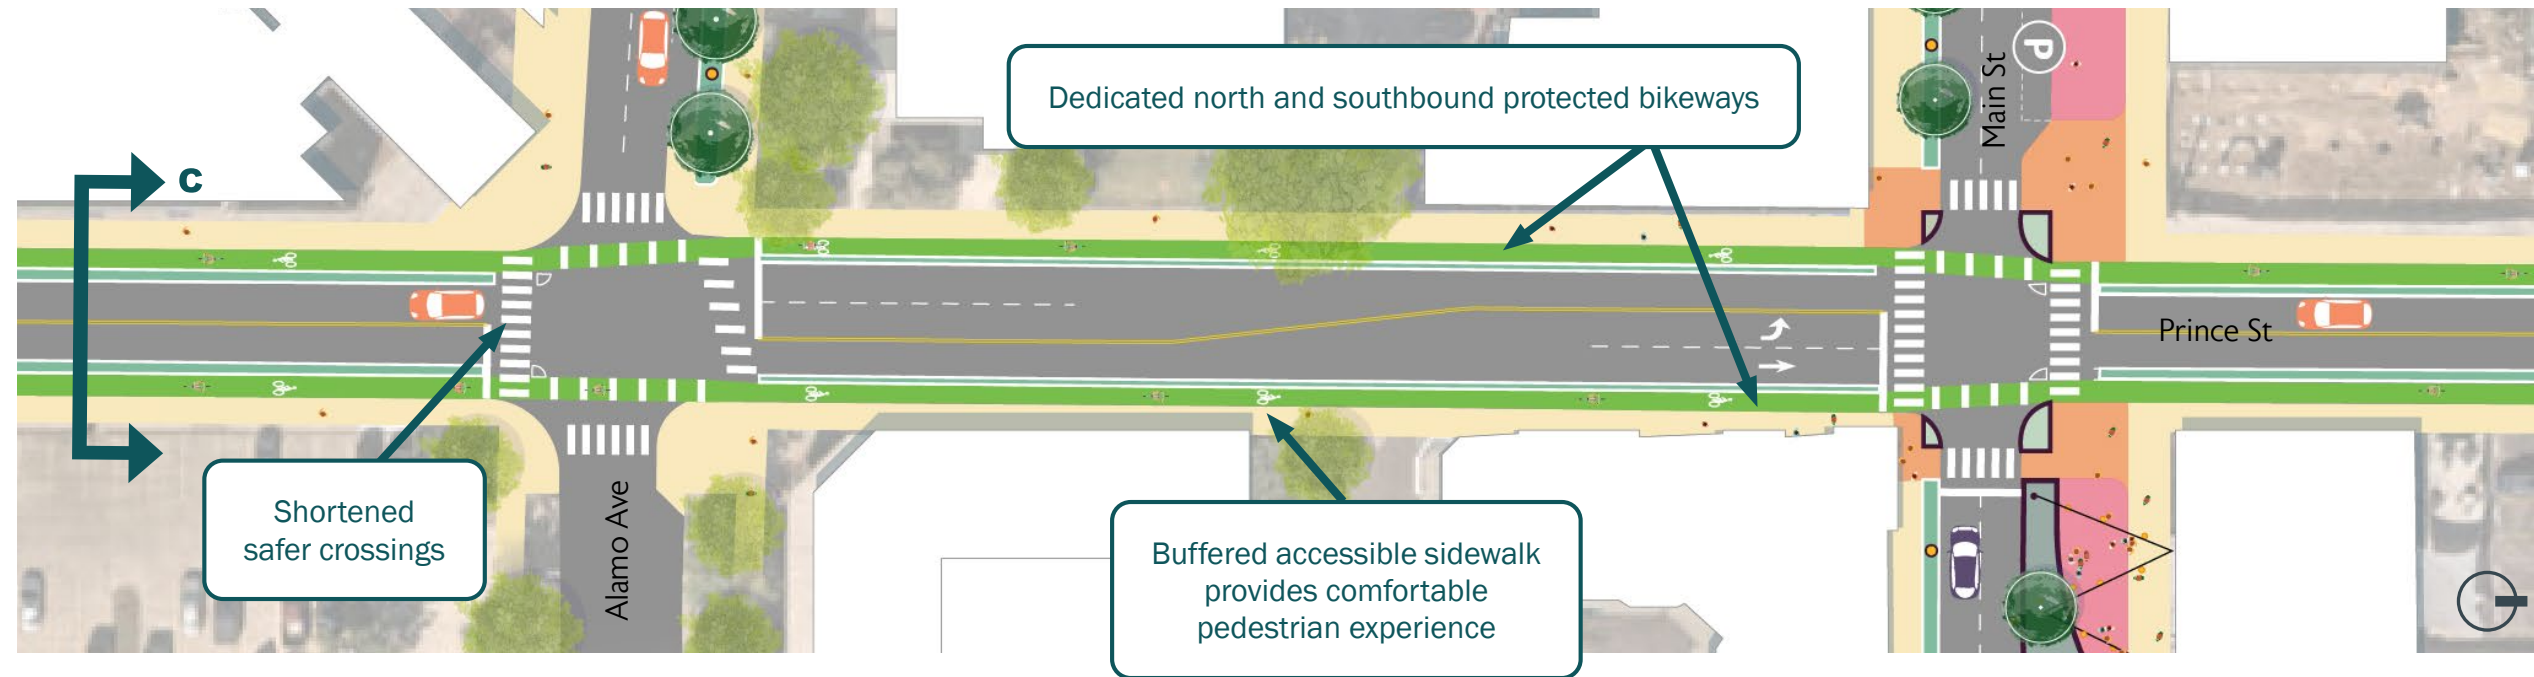 Dedicated north and southbound protected bikeways
P
Main St
C
Prince St
Shortened
safer crossings
Alamo Ave
Buffered accessible sidewalk
provides comfortable
pedestrian experience